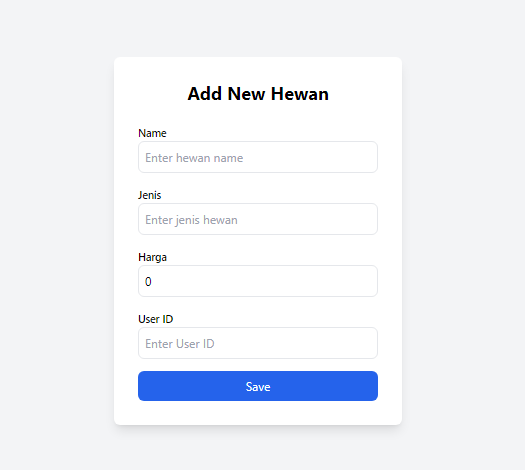 Add New Hewan
Name
Enter hewan name
Jenis
Enter jenis hewan
Harga
0
User ID
Enter User ID
Save